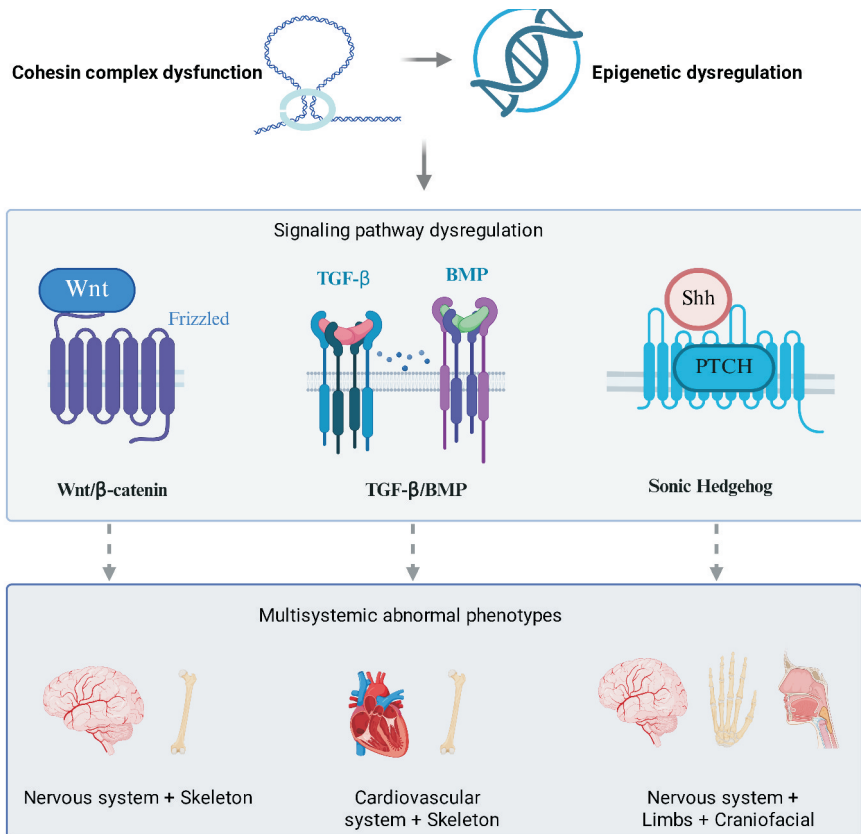 Cohesin complex dysfunction
Epigenetic dysregulation
Signaling pathway dysregulation
Wnt
Frizzled
TGF-β
BMP
Shh
PTCH
Wnt/β-catenin
TGF-β/BMP
Sonic Hedgehog
Multisystemic abnormal phenotypes
Nervous system + Skeleton
Cardiovascular
system + Skeleton
Nervous system +
Limbs + Craniofacial